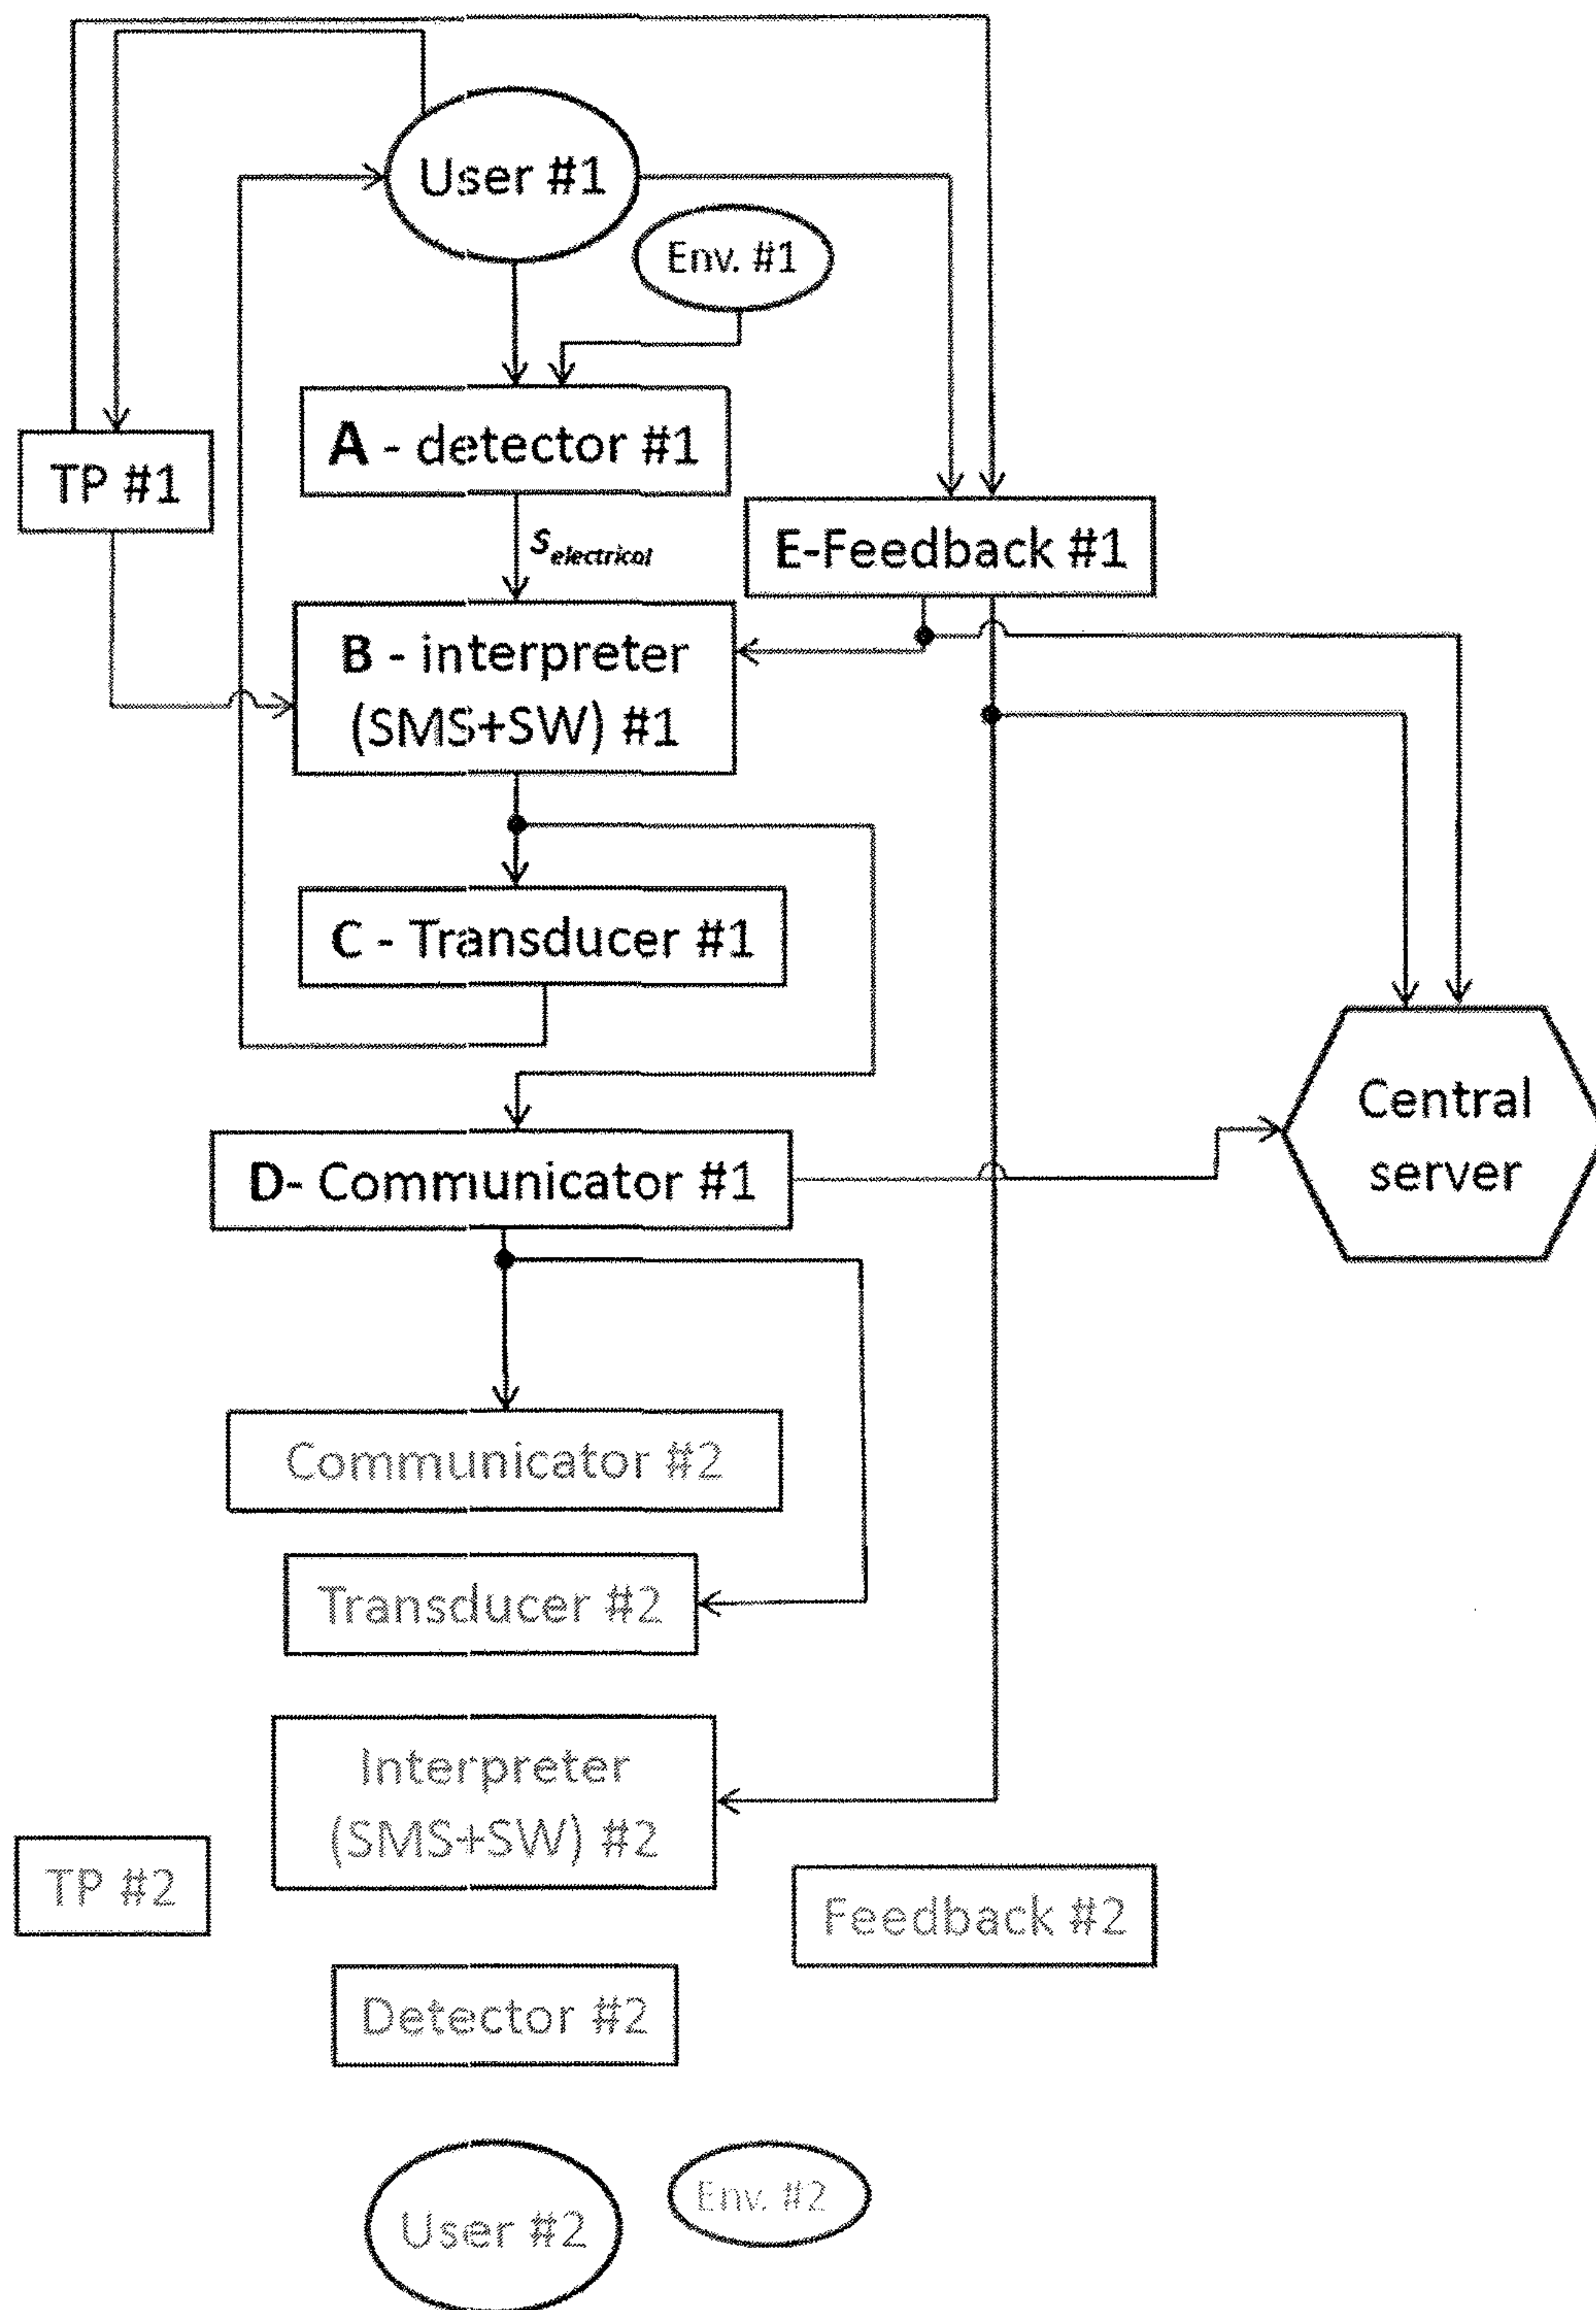 User #1
Env. #1
A - detector #1
TP #1
S electrical
E-Feedback #1
B - interpreter
(SMS+SW) #1
C - Transducer #1
Central
server
D- Communicator #1
Communicator #2
Transducer #2
Interpreter
(SMS+SW) #2
TP #2
Feedback #2
Detector #2
Env. #2
User #2